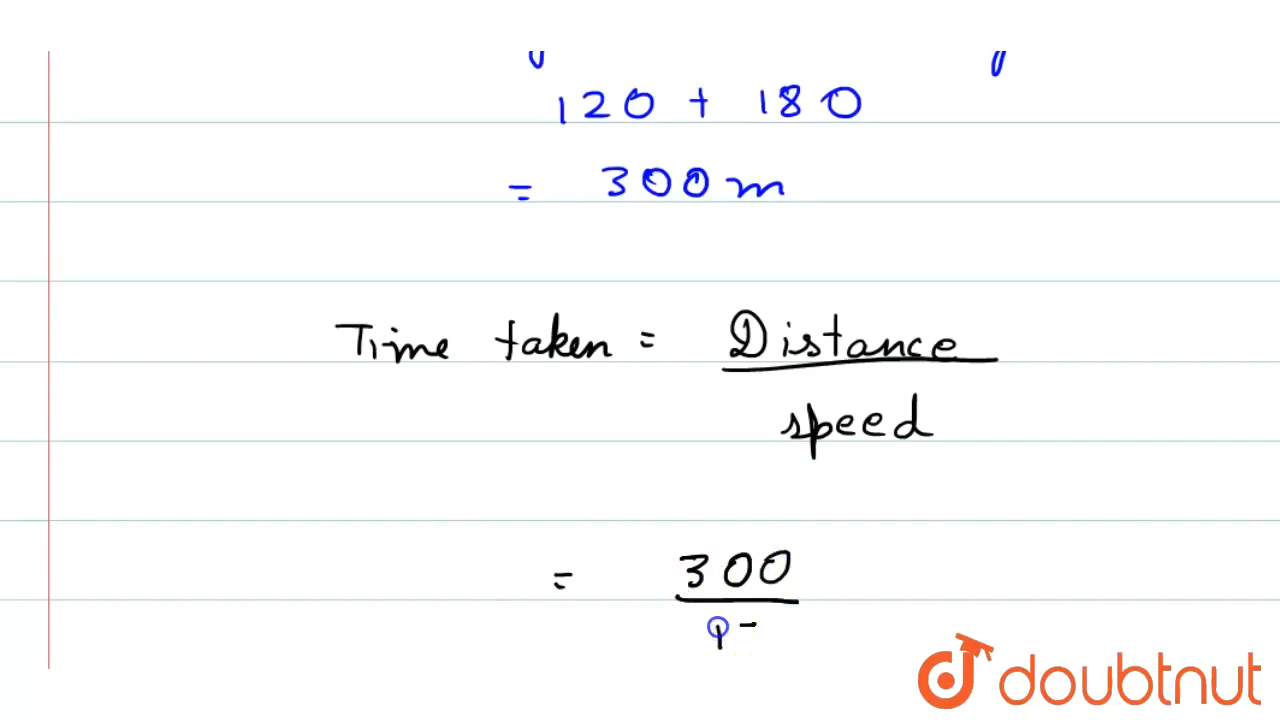 120 + 180
= 300 m
Time taken = Distance
speed
= 300
doubtnut